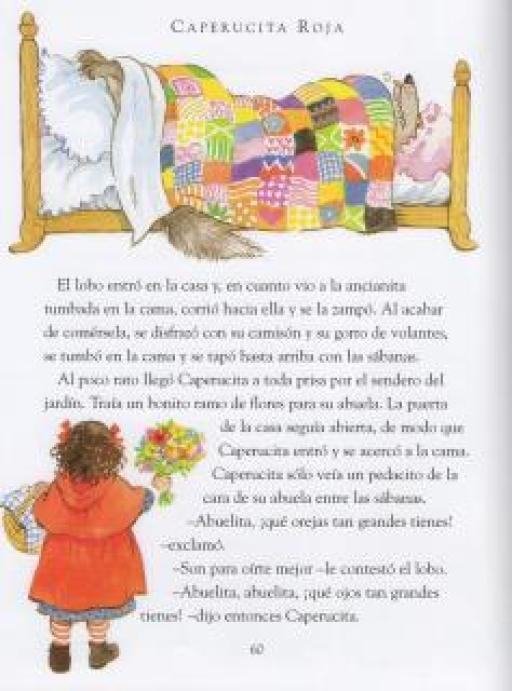 CAPERUCITA ROJA
El lobo entró en la casa y, en cuanto vio a la ancianita
tumbada en la cama, corrió hacia ella y se la zampó. Al acabar
de comérsela, se disfrazó con su camisón y su gorro de volantes,
se tumbó en la cama y se tapó hasta arriba con las sábanas.
Al poco rato llegó Caperucita a toda prisa por el sendero del
jardín. Traía un bonito ramo de flores para su abuela. La puerta
de la casa seguía abierta, de modo que
Caperucita entró y se acercó a la cama.
Caperucita sólo veía un pedacito de la
cara de su abuela entre las sábanas.
–Abuelita, ¡qué orejas tan grandes tienes!
–exclamó.
–Son para oírte mejor –le contestó el lobo.
–Abuelita, abuelita, ¡qué ojos tan grandes
tienes! –dijo entonces Caperucita.
60